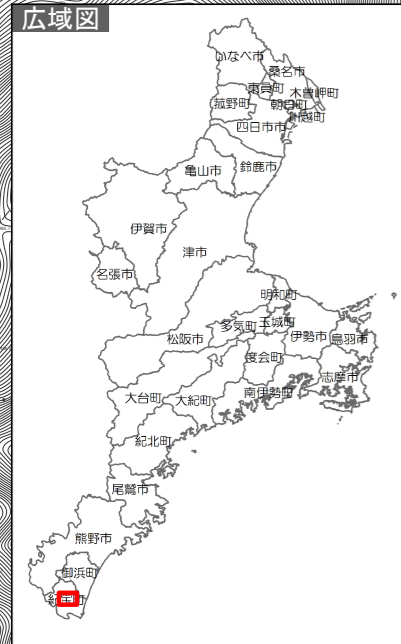 広域図
いなべ市
桑名市
東員町
木曽岬町
朝日町
菰野町
川越町
四日市市
亀山市
鈴鹿市
伊賀市
津市
名張市
明和町
多気町
玉城町
松阪市
伊勢市
鳥羽市
度会町
志摩市
大台町
大紀町
南伊勢町
紀北町
尾鷲市
熊野市
御浜町
紀宝町